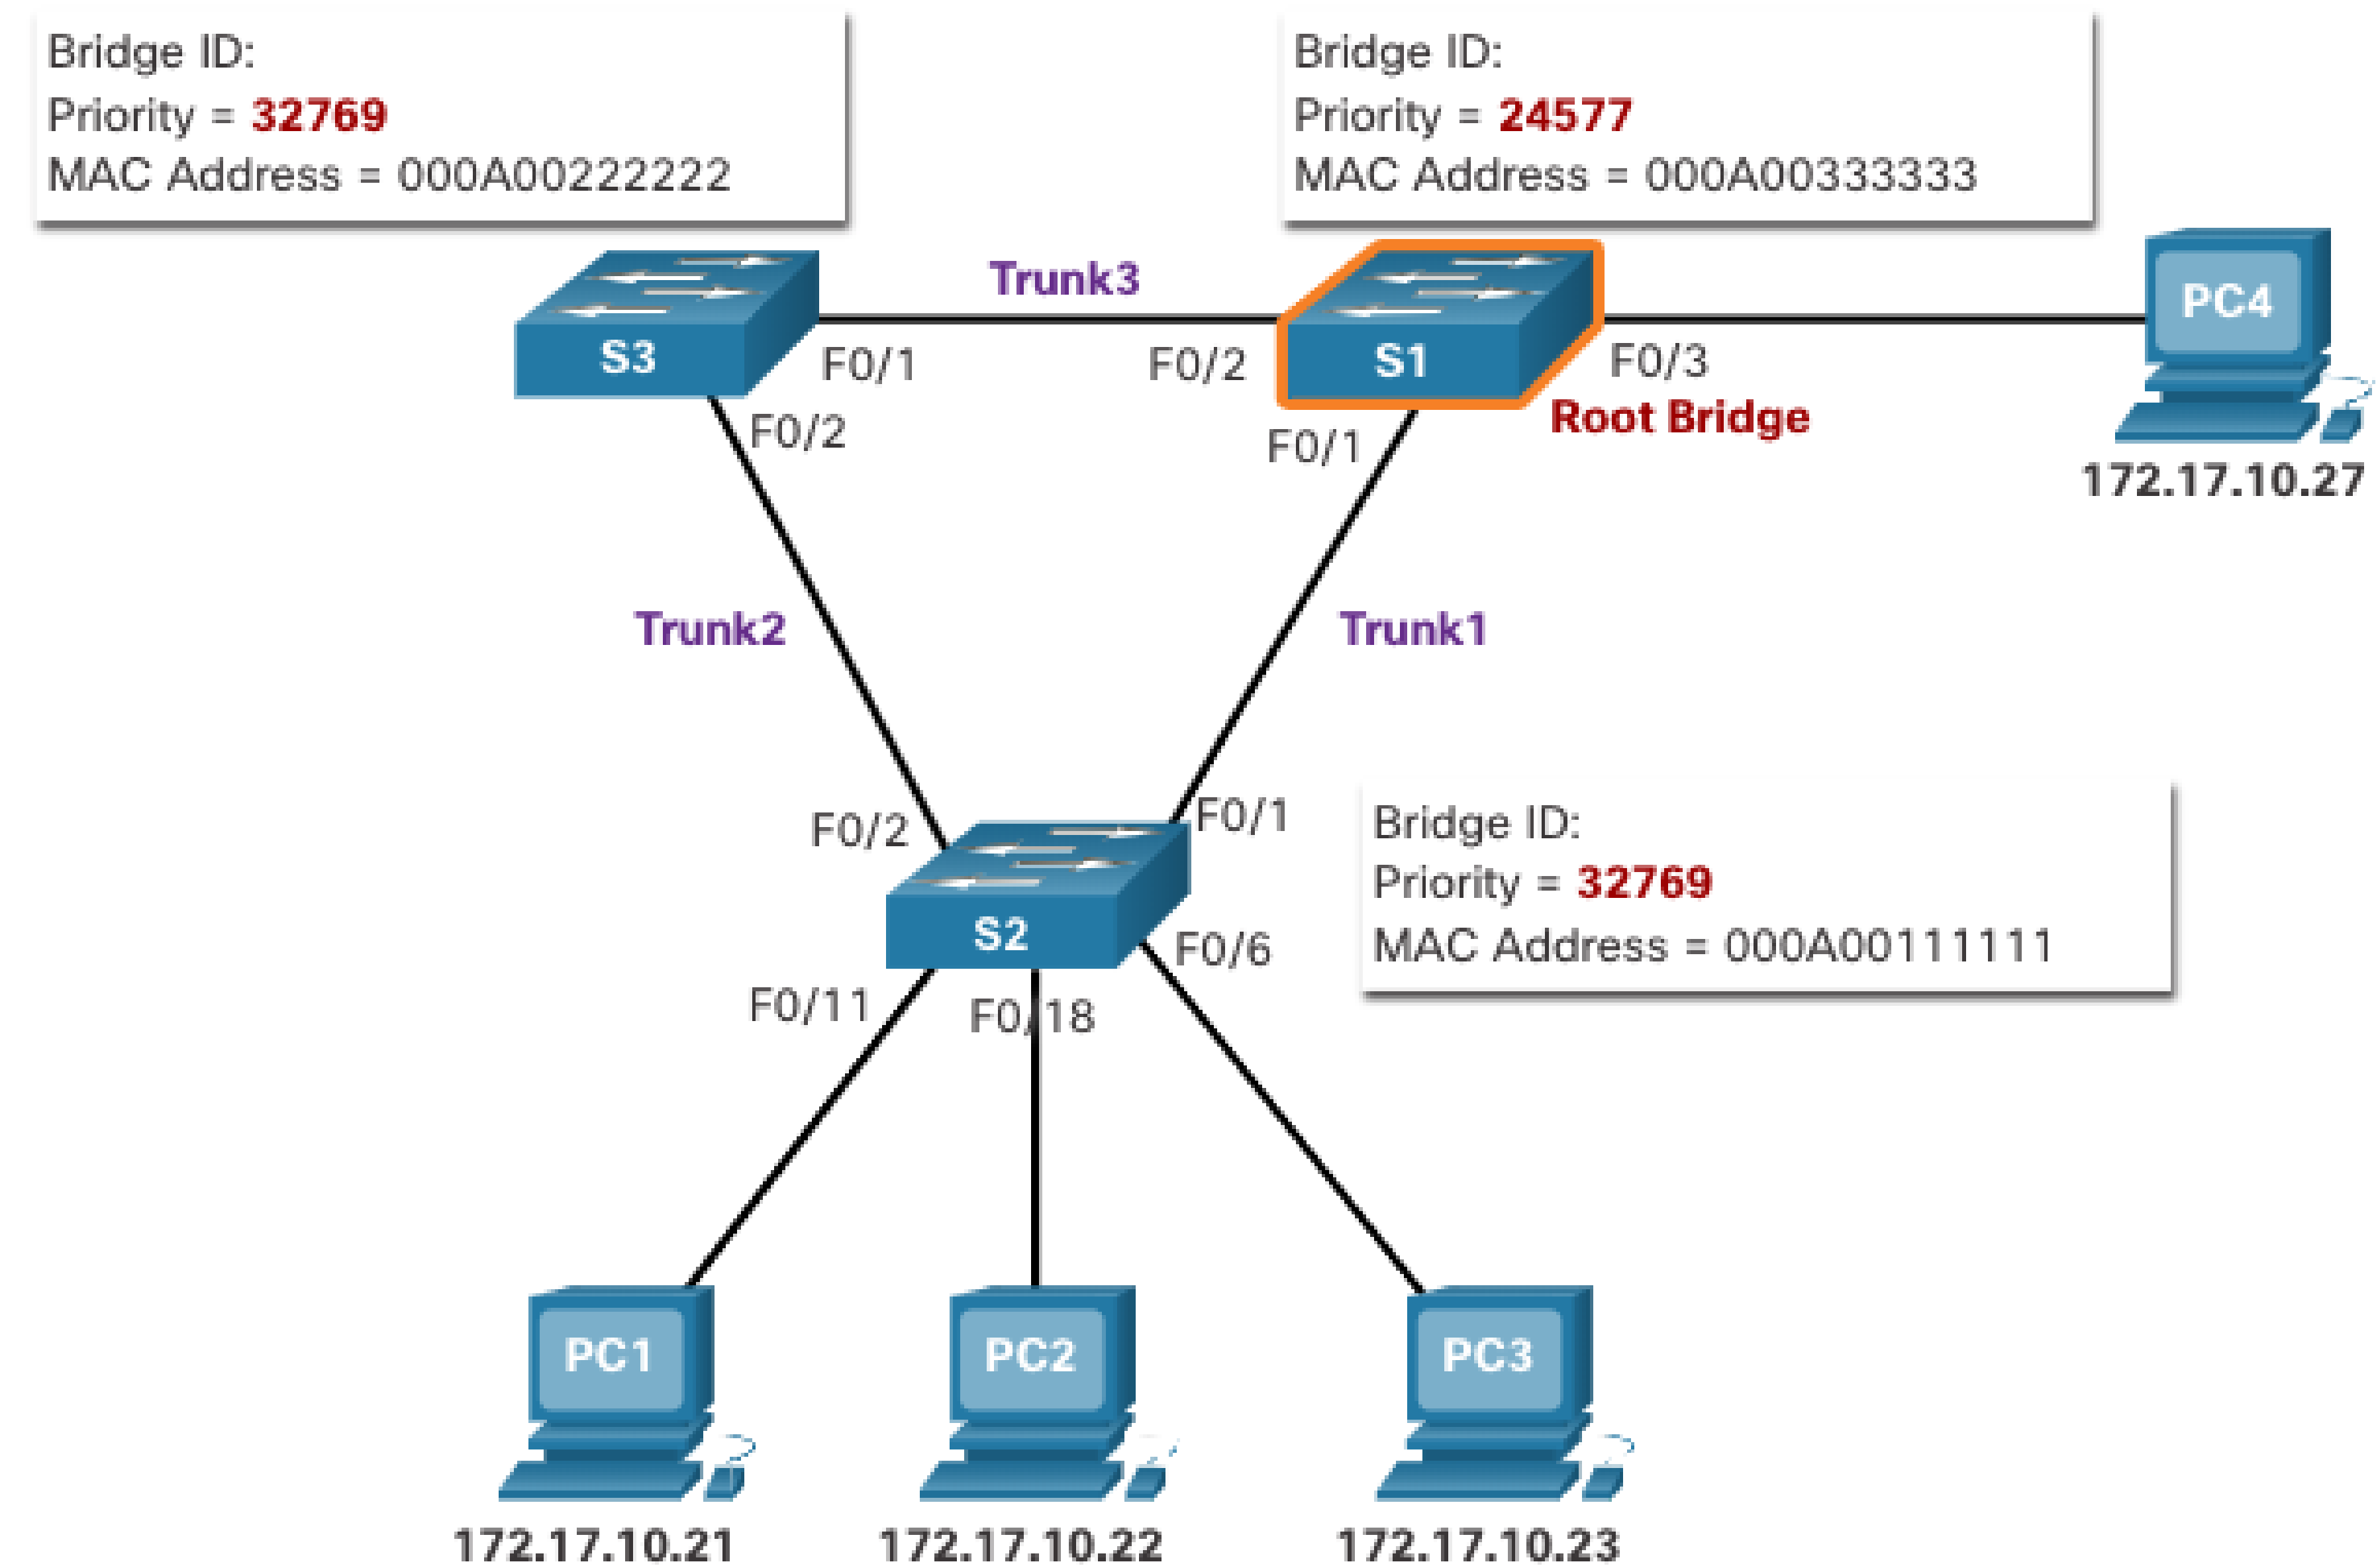 Bridge ID:
Priority = 32769
MAC Address = 000A00222222
Bridge ID:
Priority = 24577
MAC Address = 000A00333333
Trunk3
S3
F0/1
F0/2
S1
F0/3
PC4
Root Bridge
F0/2
F0/1
172.17.10.27
Trunk2
Trunk1
F0/2
F0/1
Bridge ID:
Priority = 32769
MAC Address = 000A00111111
S2
F0/6
F0/11
F0/18
PC1
PC2
PC3
172.17.10.21
172.17.10.22
172.17.10.23